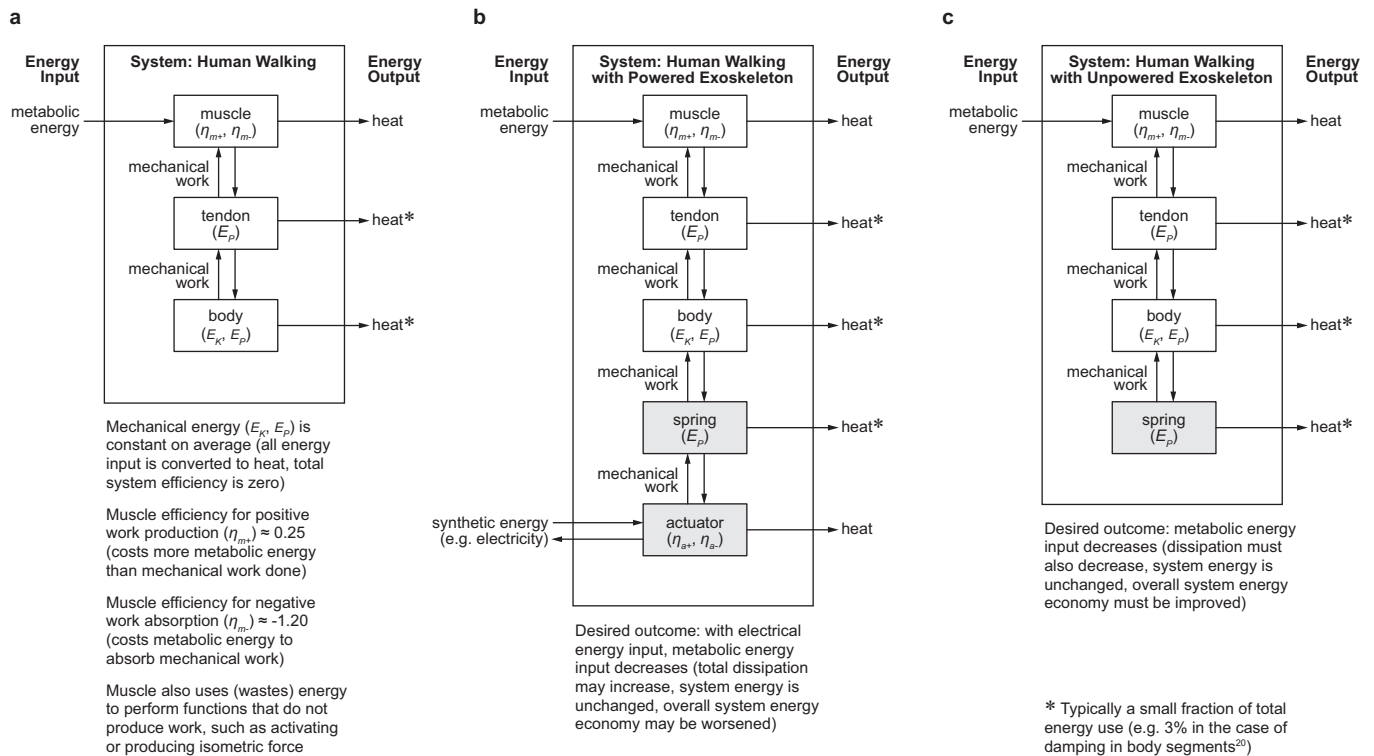 a
Energy
Input
System: Human Walking
Energy
Output
metabolic
energy
muscle
(ηm+, ηm-)
heat
mechanical
work
tendon
(EP)
heat*
mechanical
work
body
(EK, EP)
heat*
Mechanical energy (EK, EP) is
constant on average (all energy
input is converted to heat, total
system efficiency is zero)
Muscle efficiency for positive
work production (ηm+) ≈ 0.25
(costs more metabolic energy
than mechanical work done)
Muscle efficiency for negative
work absorption (ηm-) ≈ -1.20
(costs metabolic energy to
absorb mechanical work)
Muscle also uses (wastes) energy
to perform functions that do not
produce work, such as activating
or producing isometric force
b
Energy
Input
System: Human Walking
with Powered Exoskeleton
Energy
Output
metabolic
energy
muscle
(ηm+, ηm-)
heat
mechanical
work
tendon
(EP)
heat*
mechanical
work
body
(EK, EP)
heat*
mechanical
work
spring
(EP)
heat*
mechanical
work
synthetic energy
(e.g. electricity)
actuator
(ηa+, ηa-)
heat
Desired outcome: with electrical
energy input, metabolic energy
input decreases (total dissipation
may increase, system energy is
unchanged, overall system energy
economy may be worsened)
c
Energy
Input
System: Human Walking
with Unpowered Exoskeleton
Energy
Output
metabolic
energy
muscle
(ηm+, ηm-)
heat
mechanical
work
tendon
(EP)
heat*
mechanical
work
body
(EK, EP)
heat*
mechanical
work
spring
(EP)
heat*
Desired outcome: metabolic energy
input decreases (dissipation must
also decrease, system energy is
unchanged, overall system energy
economy must be improved)
* Typically a small fraction of total
energy use (e.g. 3% in the case of
damping in body segments²⁰)